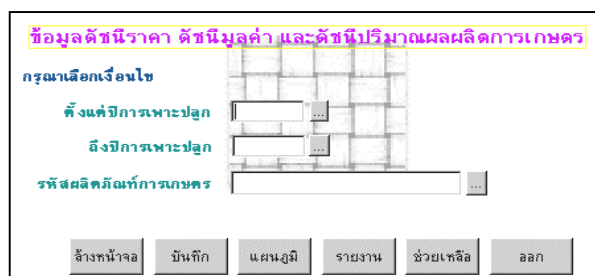 ข้อมูลดัชนีราคา ดัชนีมูลค่า และดัชนีปริมาณผลผลิตการเกษตร
กรุณาเลือกเงื่อนไข
ตั้งแต่ปีการเพาะปลูก ...
ถึงปีการเพาะปลูก ...
รหัสผลิตภัณฑ์การเกษตร ...
ล้างหน้าจอ บันทึก แผนภูมิ รายงาน ช่วยเหลือ ออก